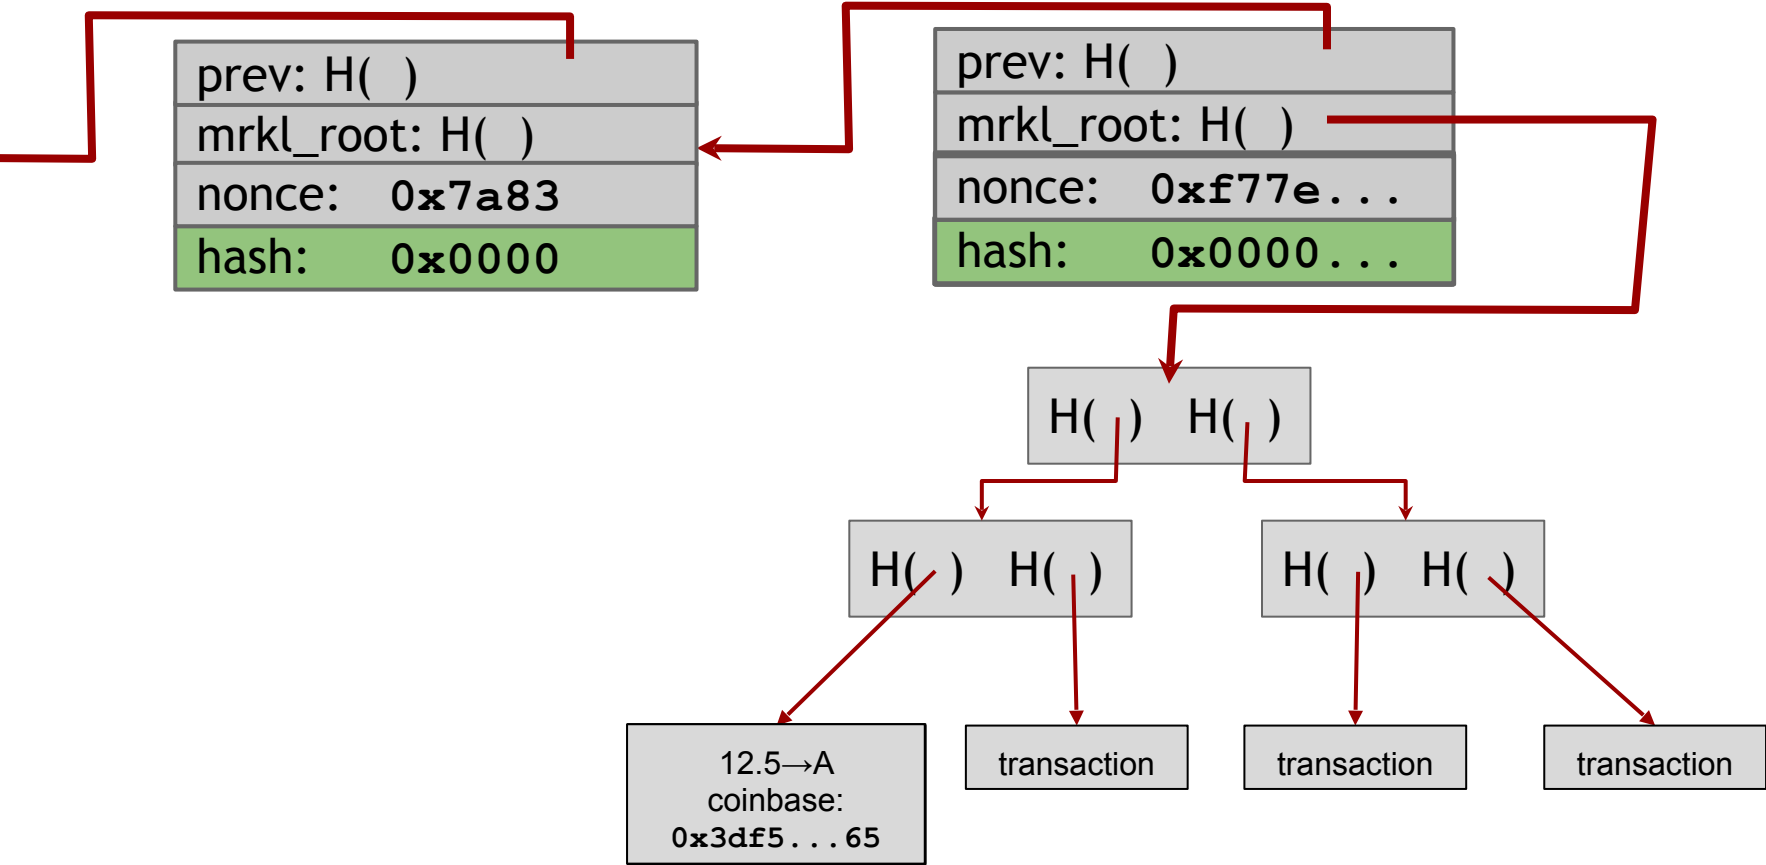 prev: H( )
mrkl_root: H( )
nonce: 0x7a83
hash: 0x0000
prev: H( )
mrkl_root: H( )
nonce: 0xf77e...
hash: 0x0000...
H( ) H( )
H( ) H( )
H( ) H( )
12.5→A
coinbase:
0x3df5...65
transaction
transaction
transaction